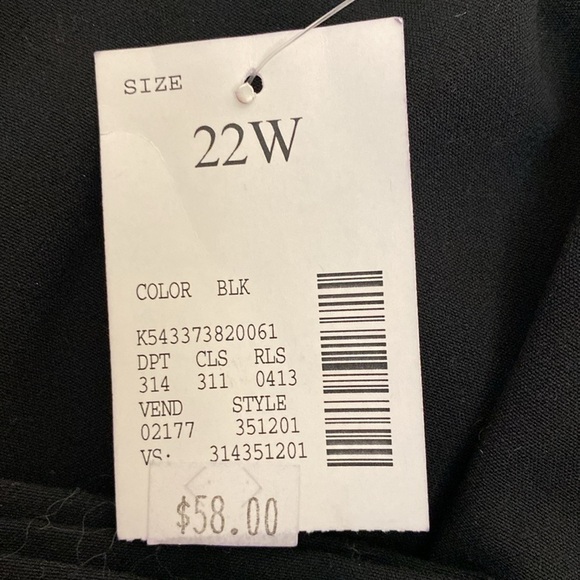 SIZE
22W
COLOR BLK
K543373820061
DPT CLS RLS
314 311 0413
VEND STYLE
02177 351201
VS: 314351201
$58.00